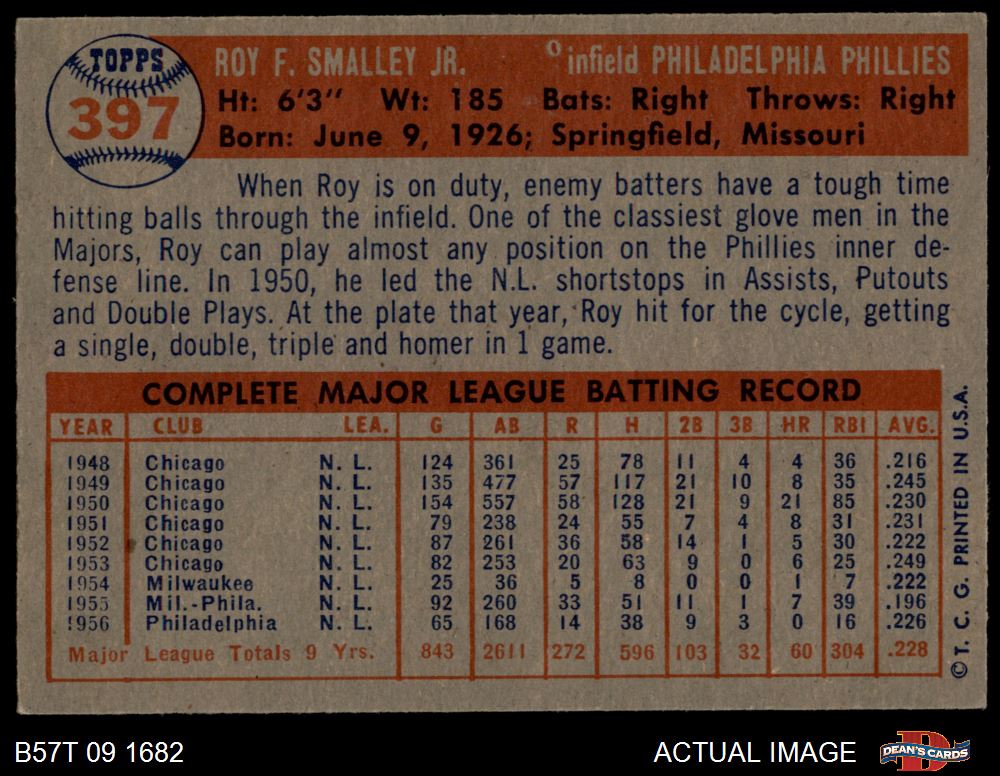 TOPPS
397
ROY F. SMALLEY JR. infield PHILADELPHIA PHILLIES
Ht: 6'3" Wt: 185 Bats: Right Throws: Right
Born: June 9, 1926; Springfield, Missouri
When Roy is on duty, enemy batters have a tough time
hitting balls through the infield. One of the classiest glove men in the
Majors, Roy can play almost any position on the Phillies inner de-
fense line. In 1950, he led the N.L. shortstops in Assists, Putouts
and Double Plays. At the plate that year, Roy hit for the cycle, getting
a single, double, triple and homer in 1 game.
COMPLETE MAJOR LEAGUE BATTING RECORD
YEAR CLUB LEA. G AB R H 2B 3B HR RBI AVG.
1948 Chicago N. L. 124 361 25 78 11 4 4 36 .216
1949 Chicago N. L. 135 477 57 117 21 10 8 35 .245
1950 Chicago N. L. 154 557 58 128 21 9 21 85 .230
1951 Chicago N. L. 79 238 24 55 7 4 8 31 .231
1952 Chicago N. L. 87 261 36 58 14 1 5 30 .222
1953 Chicago N. L. 82 253 20 63 9 0 6 25 .249
1954 Milwaukee N. L. 25 36 5 8 0 0 1 7 .222
1955 Mil.-Phila. N. L. 92 260 33 51 11 1 7 39 .196
1956 Philadelphia N. L. 65 168 14 38 9 3 0 16 .226
Major League Totals 9 Yrs. 843 2611 272 596 103 32 60 304 .228
© T. C. G. PRINTED IN U.S.A.
B57T 09 1682
ACTUAL IMAGE
D
DEAN'S CARDS